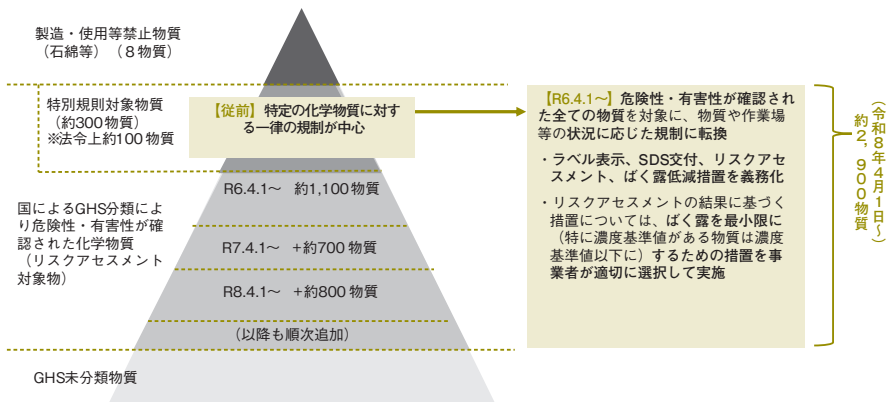 製造・使用等禁止物質
（石綿等）（８物質）
特別規則対象物質
（約300物質）
※法令上約100物質
【従前】特定の化学物質に対す
る一律の規制が中心
国によるGHS分類によ
り危険性・有害性が確
認された化学物質
（リスクアセスメント
対象物）
R6.4.1～　約1,100物質
R7.4.1～　+約700物質
R8.4.1～　+約800物質
（以降も順次追加）
GHS未分類物質
【R6.4.1～】危険性・有害性が確認され
た全ての物質を対象に、物質や作業場
等の状況に応じた規制に転換
・ラベル表示、SDS交付、リスクアセ
スメント、ばく露低減措置を義務化
・リスクアセスメントの結果に基づく
措置については、ばく露を最小限に
（特に濃度基準値がある物質は濃度
基準値以下に）するための措置を事
業者が適切に選択して実施
約２，９００物質
（令和８年４月１日～）